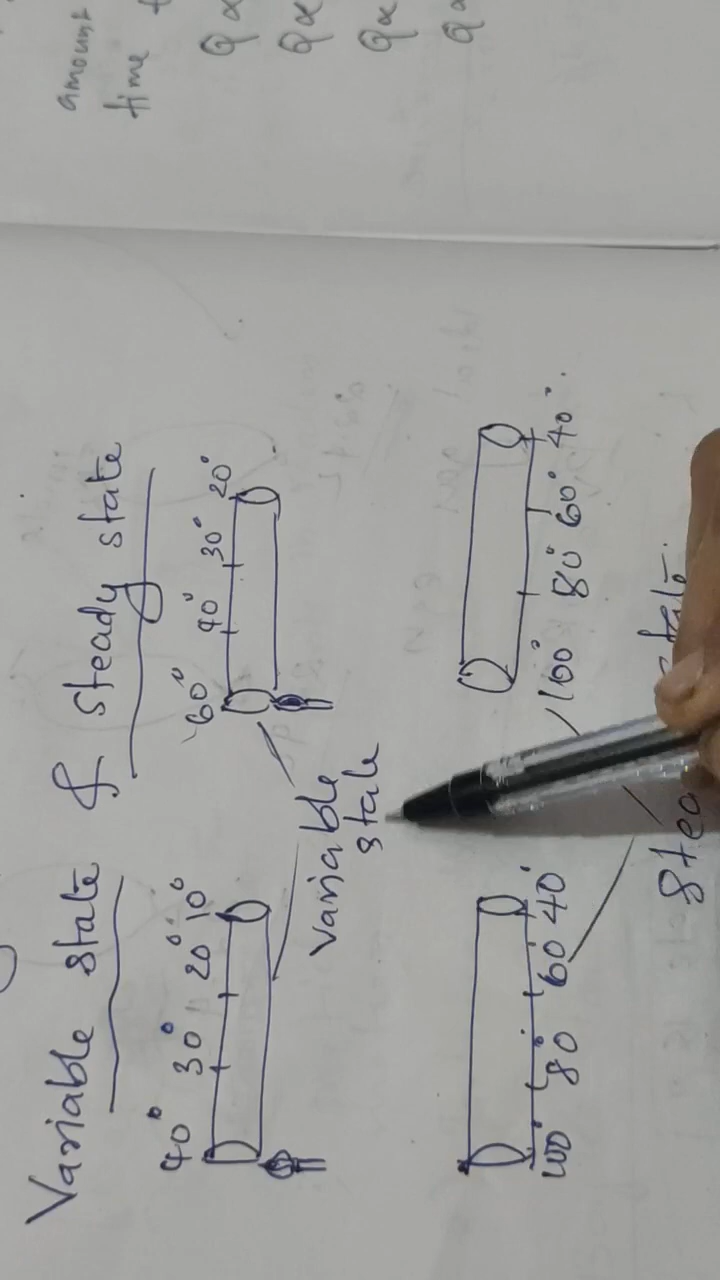 Variable state & steady state
40° 30° 20° 10°
60° 40° 30° 20°
Variable
state
100° 80° 60° 40°
100° 80° 60° 40°
state
amount
time
Q α
Q α
Q α
Q α